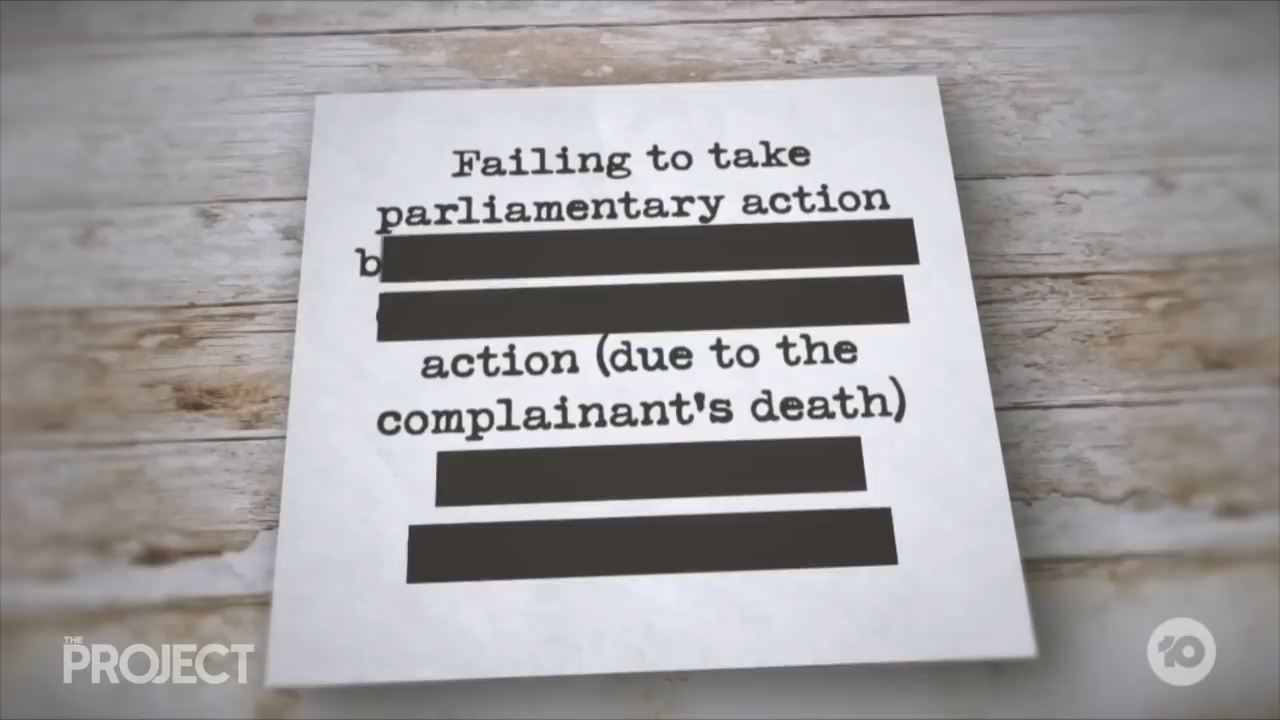 Failing to take
parliamentary action
b
action (due to the
complainant's death)
THE
PROJECT
10